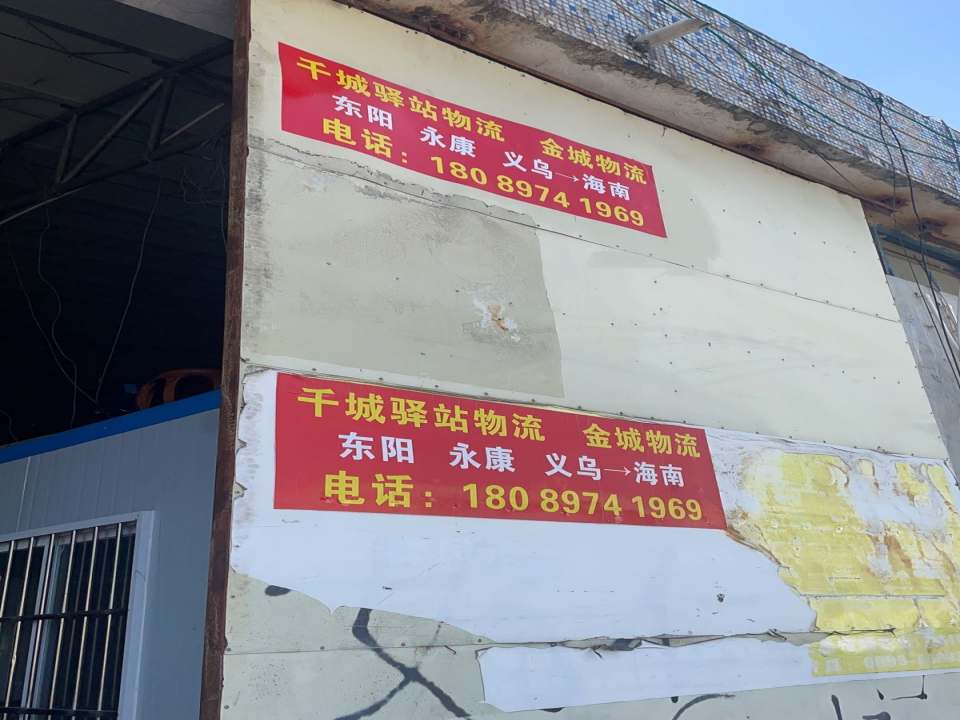 千城驿站物流 金城物流
东阳 永康 义乌→海南
电话：180 8974 1969
千城驿站物流 金城物流
东阳 永康 义乌→海南
电话：180 8974 1969